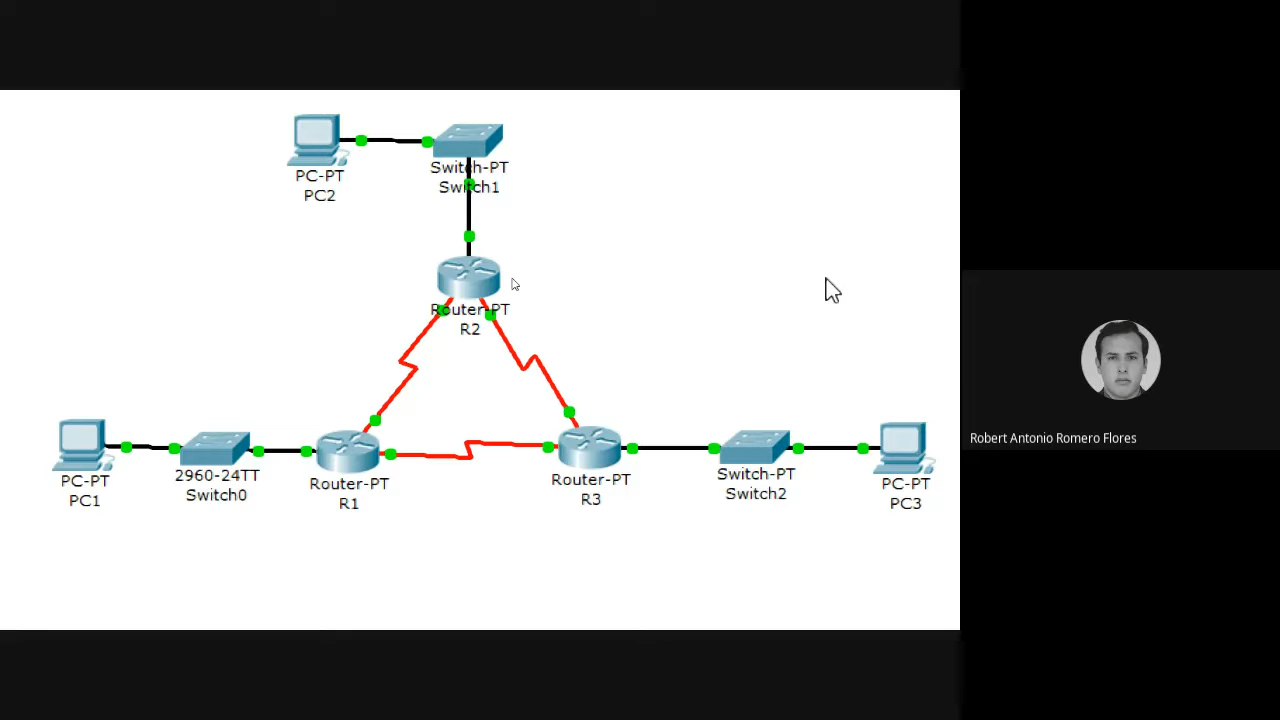 Switch-PT
Switch1
PC-PT
PC2
Router-PT
R2
PC-PT
PC1
2960-24TT
Switch0
Router-PT
R1
Router-PT
R3
Switch-PT
Switch2
PC-PT
PC3
Robert Antonio Romero Flores